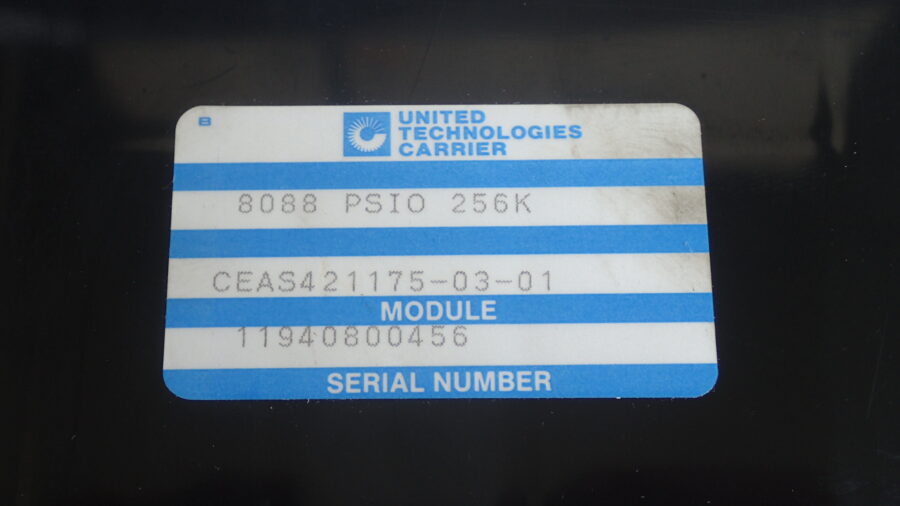 UNITED
TECHNOLOGIES
CARRIER
8088 PSIO 256K
CEAS421175-03-01
MODULE
11940800456
SERIAL NUMBER